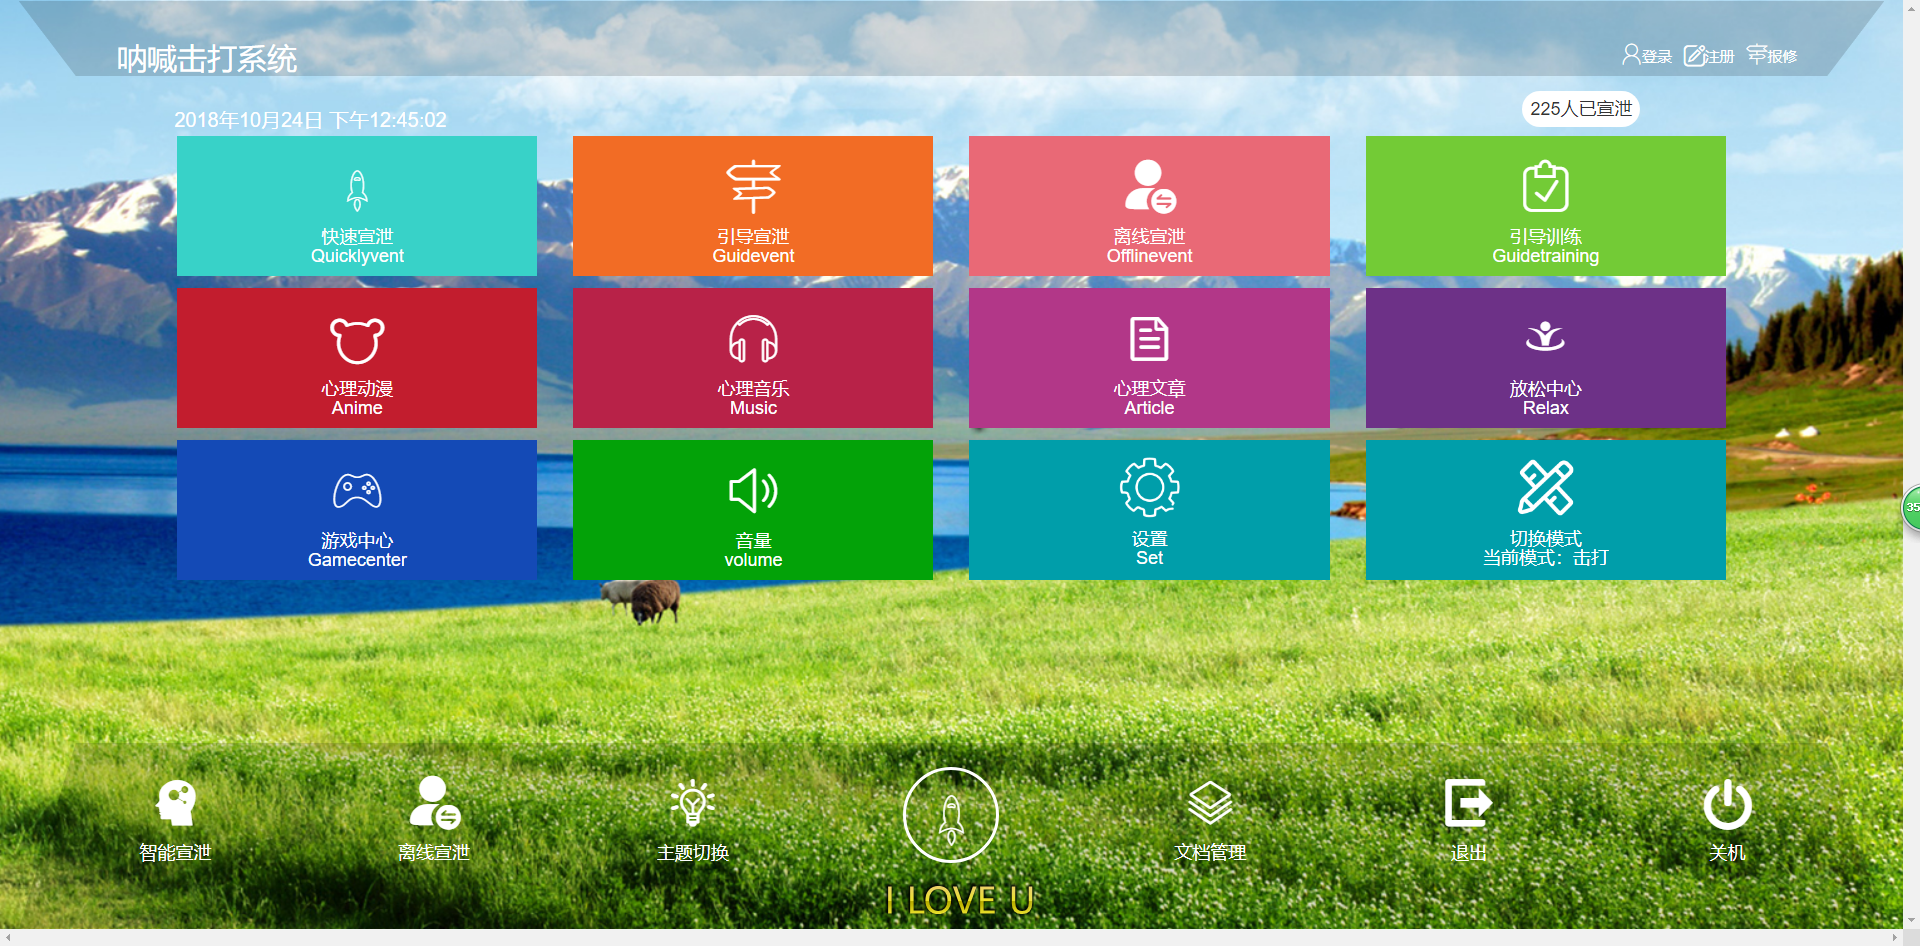 呐喊击打系统
登录 注册 报修
2018年10月24日 下午12:45:02
225人已宣泄
快速宣泄
Quicklyvent
引导宣泄
Guidevent
离线宣泄
Offlinevent
引导训练
Guidetraining
心理动漫
Anime
心理音乐
Music
心理文章
Article
放松中心
Relax
游戏中心
Gamecenter
音量
volume
设置
Set
切换模式
当前模式：击打
35
智能宣泄
离线宣泄
主题切换
文档管理
退出
关机
I LOVE U